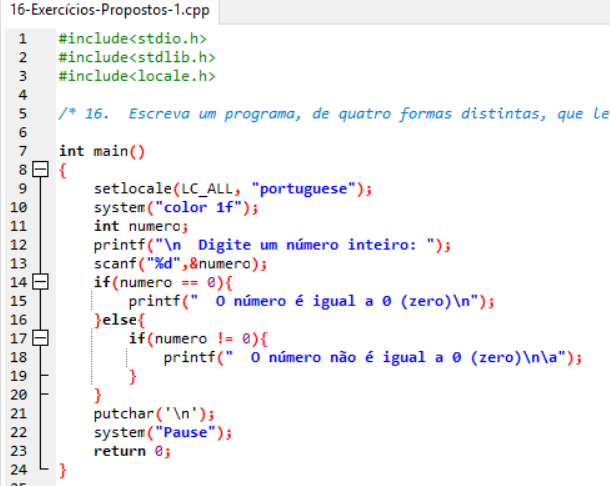 16-Exercícios-Propostos-1.cpp
1 #include<stdio.h>
2 #include<stdlib.h>
3 #include<locale.h>
4
5 /* 16. Escreva um programa, de quatro formas distintas, que le
6
7 int main()
8 {
9 setlocale(LC_ALL, "portuguese");
10 system("color 1f");
11 int numero;
12 printf("\n  Digite um número inteiro: ");
13 scanf("%d",&numero);
14 if(numero == 0){
15 printf("  O número é igual a 0 (zero)\n");
16 }else{
17 if(numero != 0){
18 printf("  O número não é igual a 0 (zero)\n\a");
19 }
20 }
21 putchar('\n');
22 system("Pause");
23 return 0;
24 }